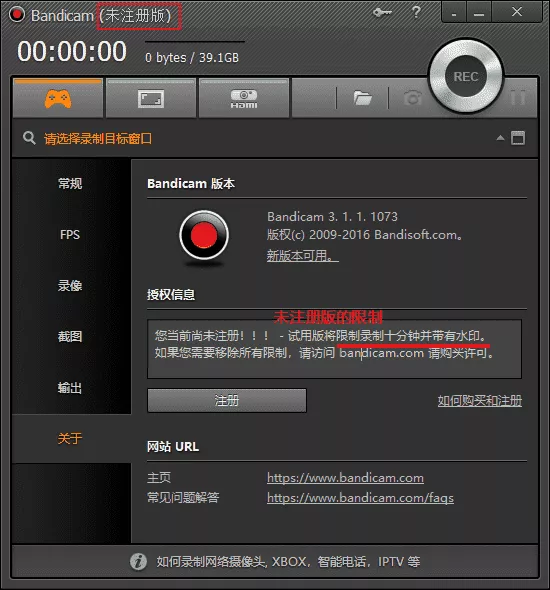 Bandicam (未注册版)
00:00:00
0 bytes / 39.1GB
REC
HDMI
请选择录制目标窗口
常规
FPS
录像
截图
输出
关于
Bandicam 版本
Bandicam 3. 1. 1. 1073
版权(c) 2009-2016 Bandisoft.com。
新版本可用。
授权信息
未注册版的限制
您当前尚未注册！！！ - 试用版将限制录制十分钟并带有水印。
如果您需要移除所有限制，请访问 bandicam.com 请购买许可。
注册
如何购买和注册
网站 URL
主页
https://www.bandicam.com
常见问题解答
https://www.bandicam.com/faqs
如何录制网络摄像头, XBOX，智能电话，IPTV 等